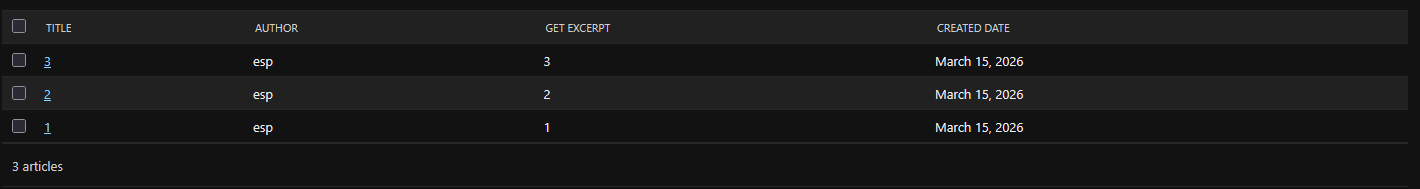 TITLE AUTHOR GET EXCERPT CREATED DATE
3 esp 3 March 15, 2026
2 esp 2 March 15, 2026
1 esp 1 March 15, 2026
3 articles